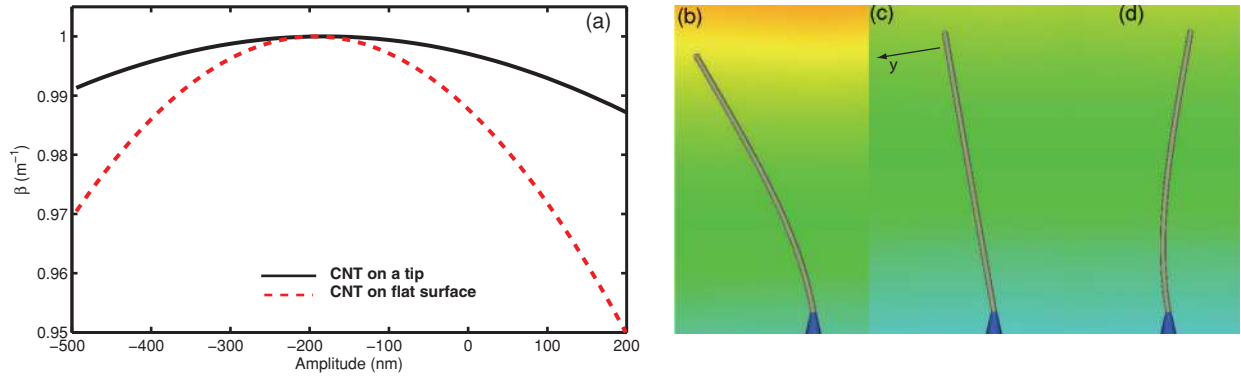 (a)
1
0.99
0.98
0.97
0.96
0.95
β (m⁻¹)
CNT on a tip
CNT on flat surface
−500 −400 −300 −200 −100 0 100 200
Amplitude (nm)
(b) (c) (d)
y